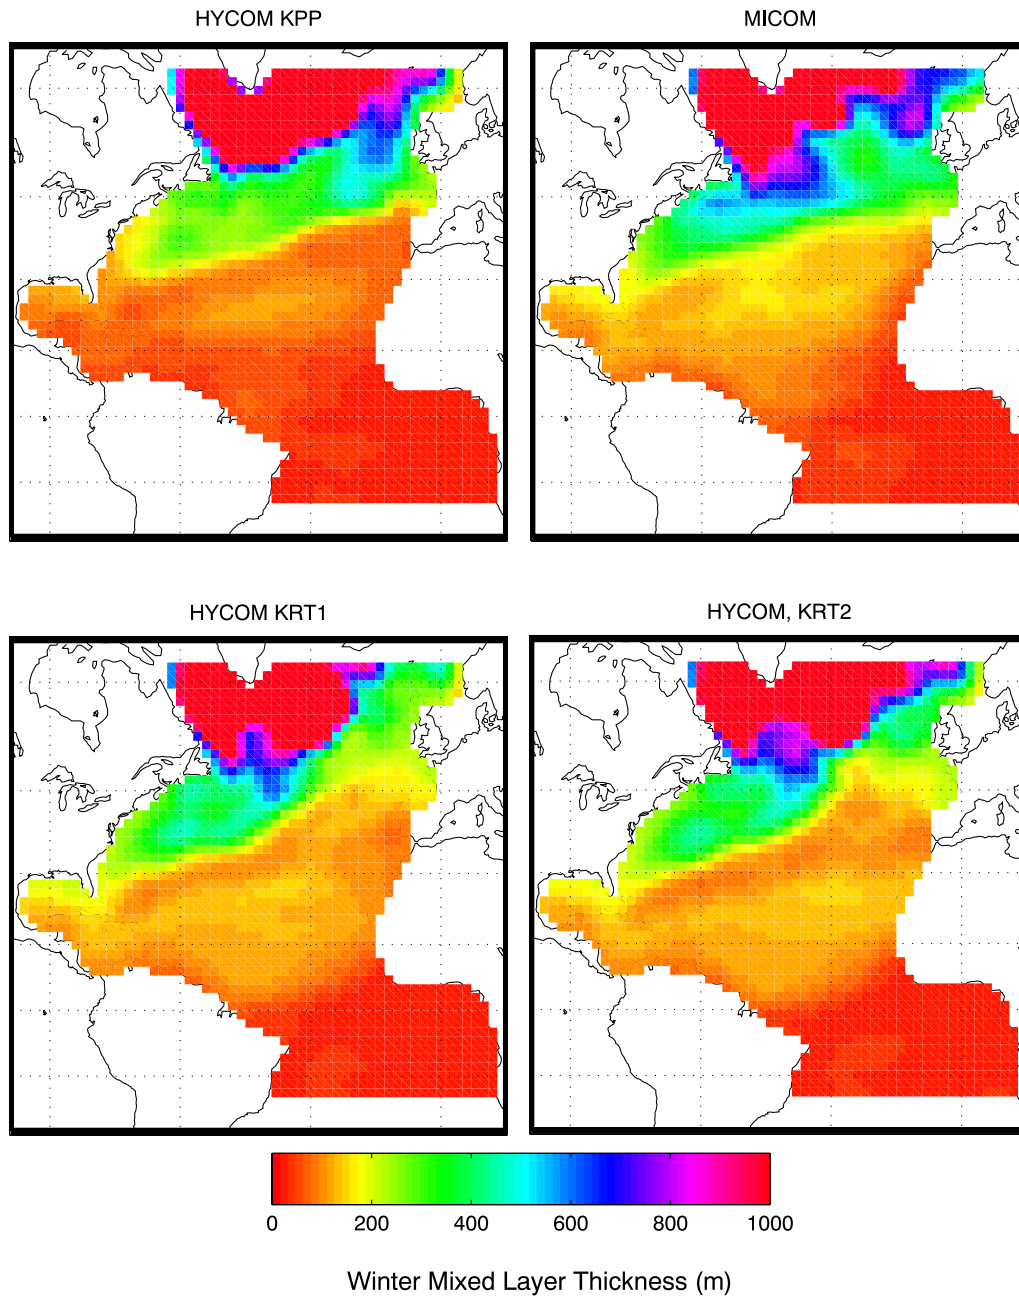 HYCOM KPP
MICOM
HYCOM KRT1
HYCOM, KRT2
0 200 400 600 800 1000
Winter Mixed Layer Thickness (m)